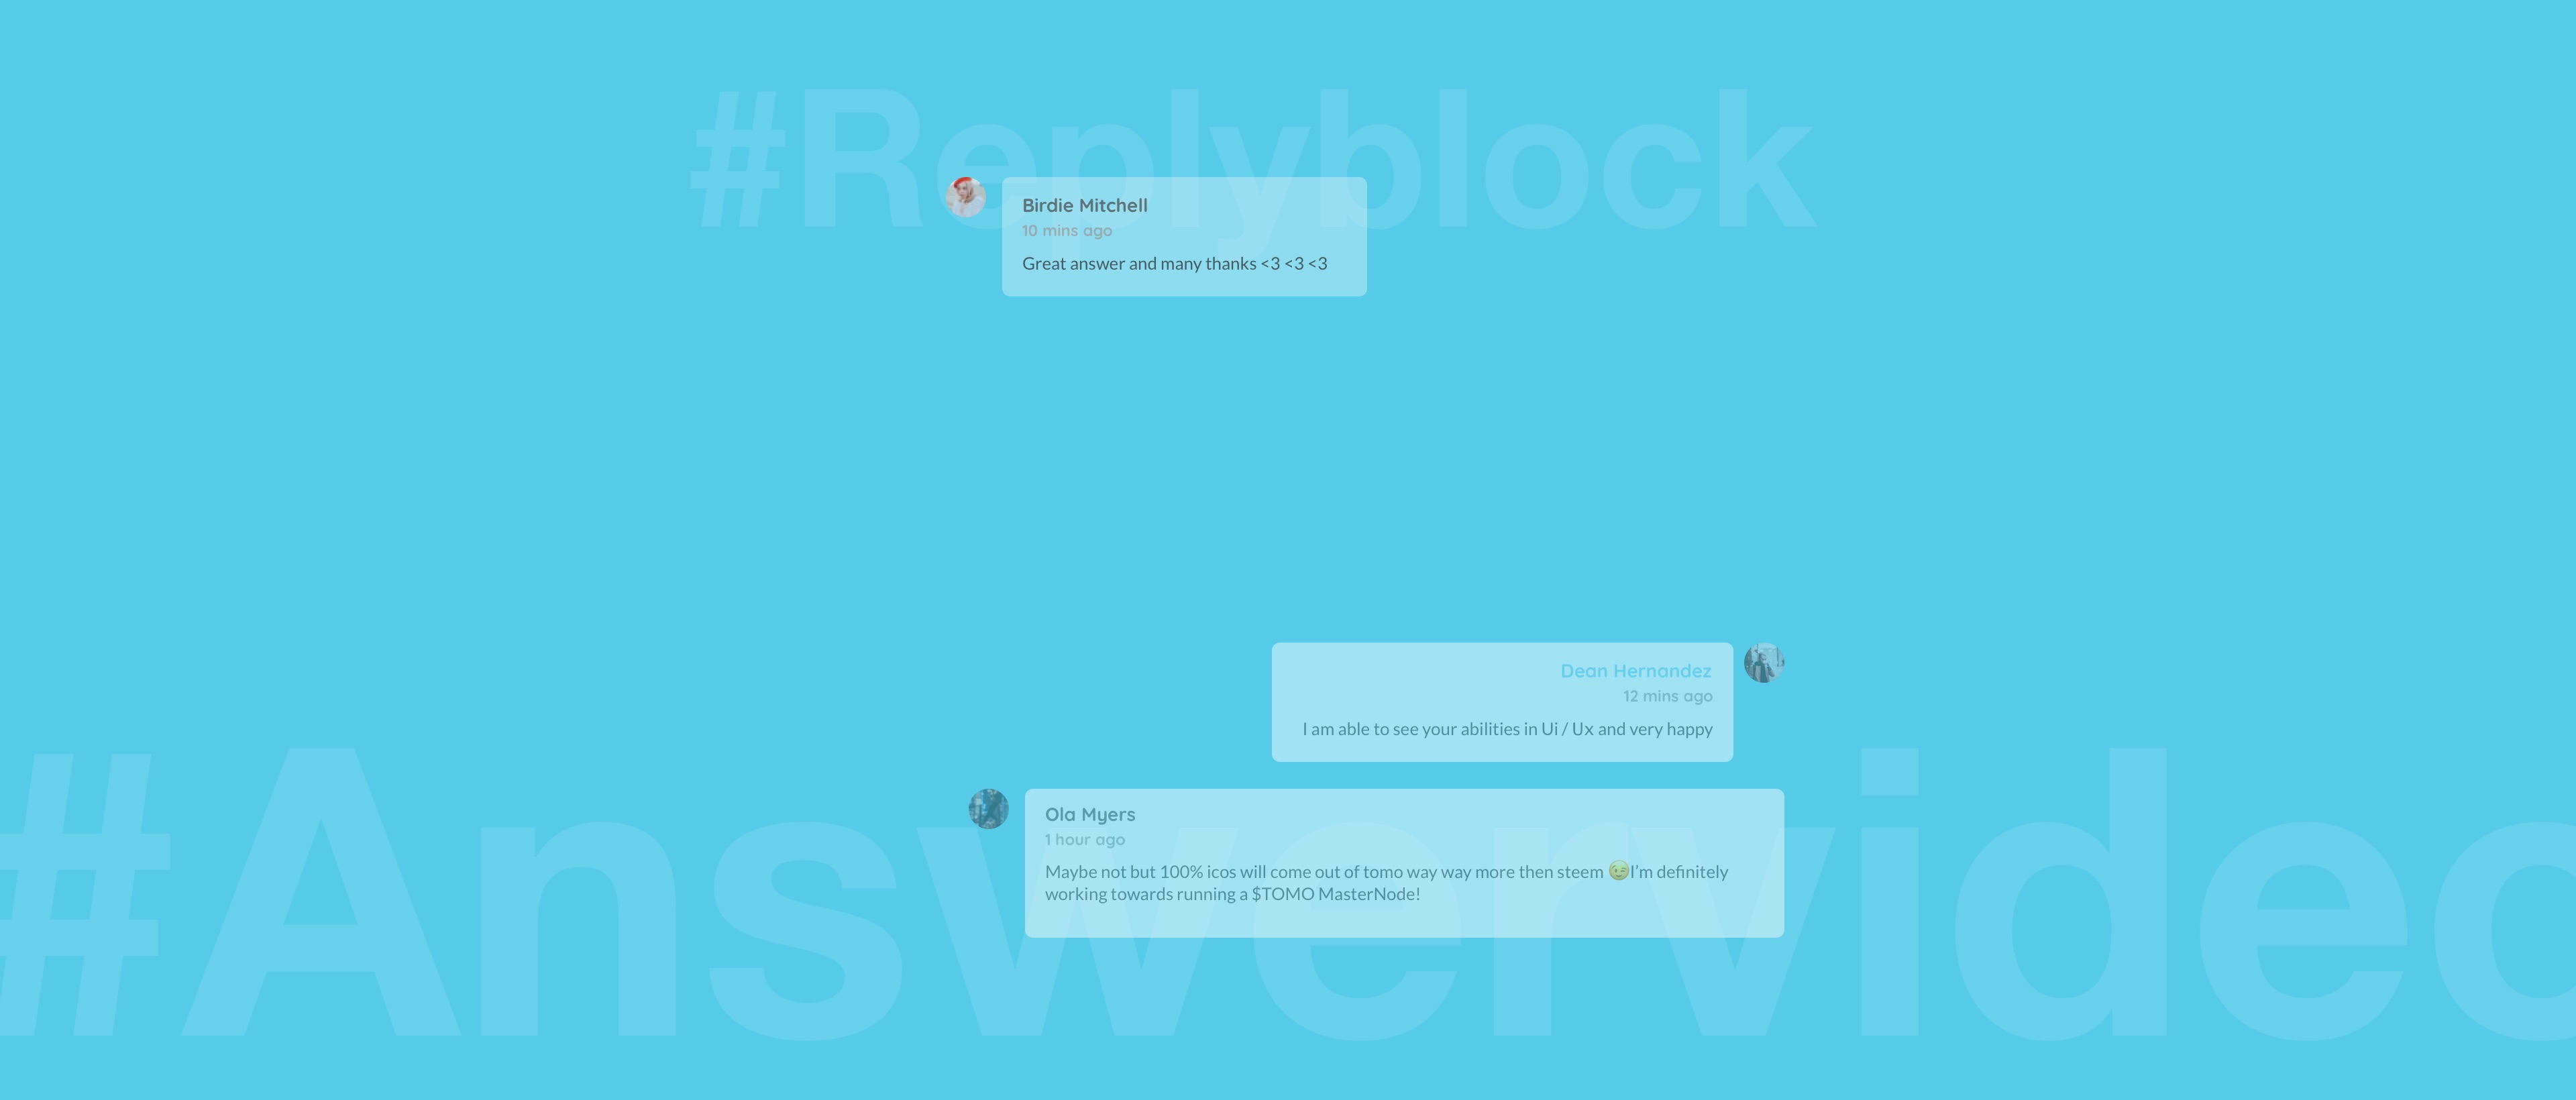 #Replyblock
Birdie Mitchell
10 mins ago
Great answer and many thanks <3 <3 <3
Dean Hernandez
12 mins ago
I am able to see your abilities in Ui / Ux and very happy
#Answervideo
Ola Myers
1 hour ago
Maybe not but 100% icos will come out of tomo way way more then steem 😉I'm definitely
working towards running a $TOMO MasterNode!